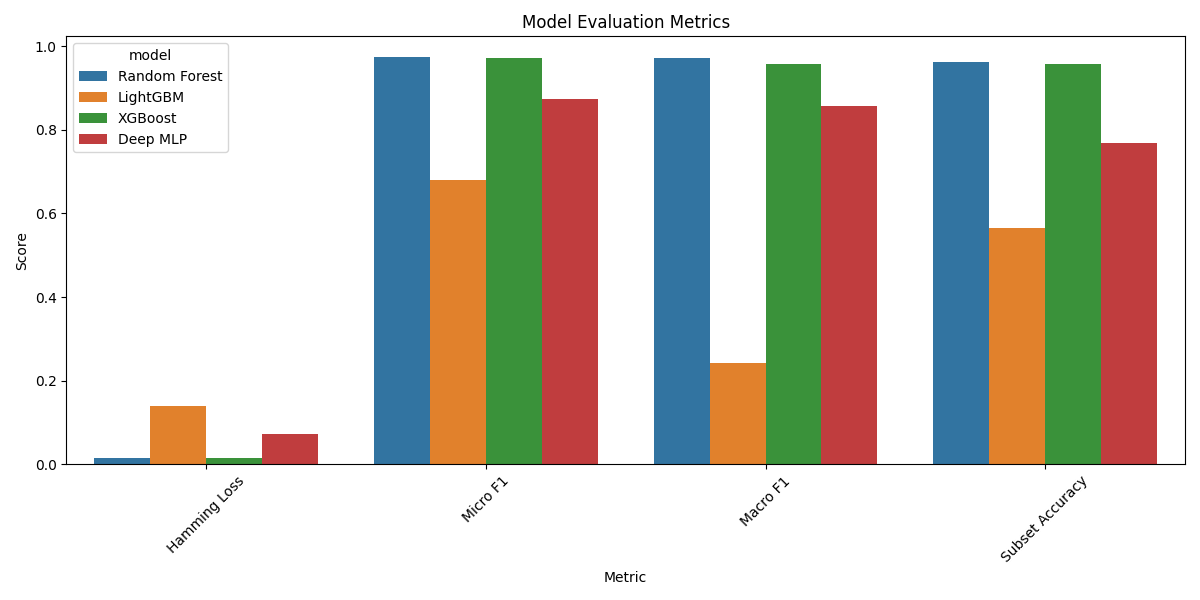 Model Evaluation Metrics
model
Random Forest
LightGBM
XGBoost
Deep MLP
Score
1.0
0.8
0.6
0.4
0.2
0.0
Hamming Loss
Micro F1
Macro F1
Subset Accuracy
Metric